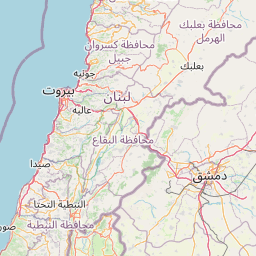 محافظة بعلبك
الهرمل
محافظة كسروان
جبيل
بعلبك
جونيه
بيروت
لبنان
عاليه
محافظة البقاع
صيدا
دمشق
النبطية التحتا
محافظة النبطية
صور